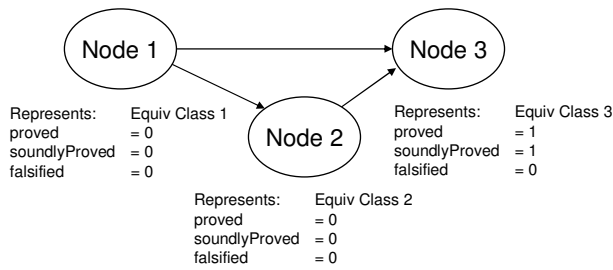 Node 1
Node 3
Node 2
Represents: Equiv Class 1
proved = 0
soundlyProved = 0
falsified = 0
Represents: Equiv Class 3
proved = 1
soundlyProved = 1
falsified = 0
Represents: Equiv Class 2
proved = 0
soundlyProved = 0
falsified = 0